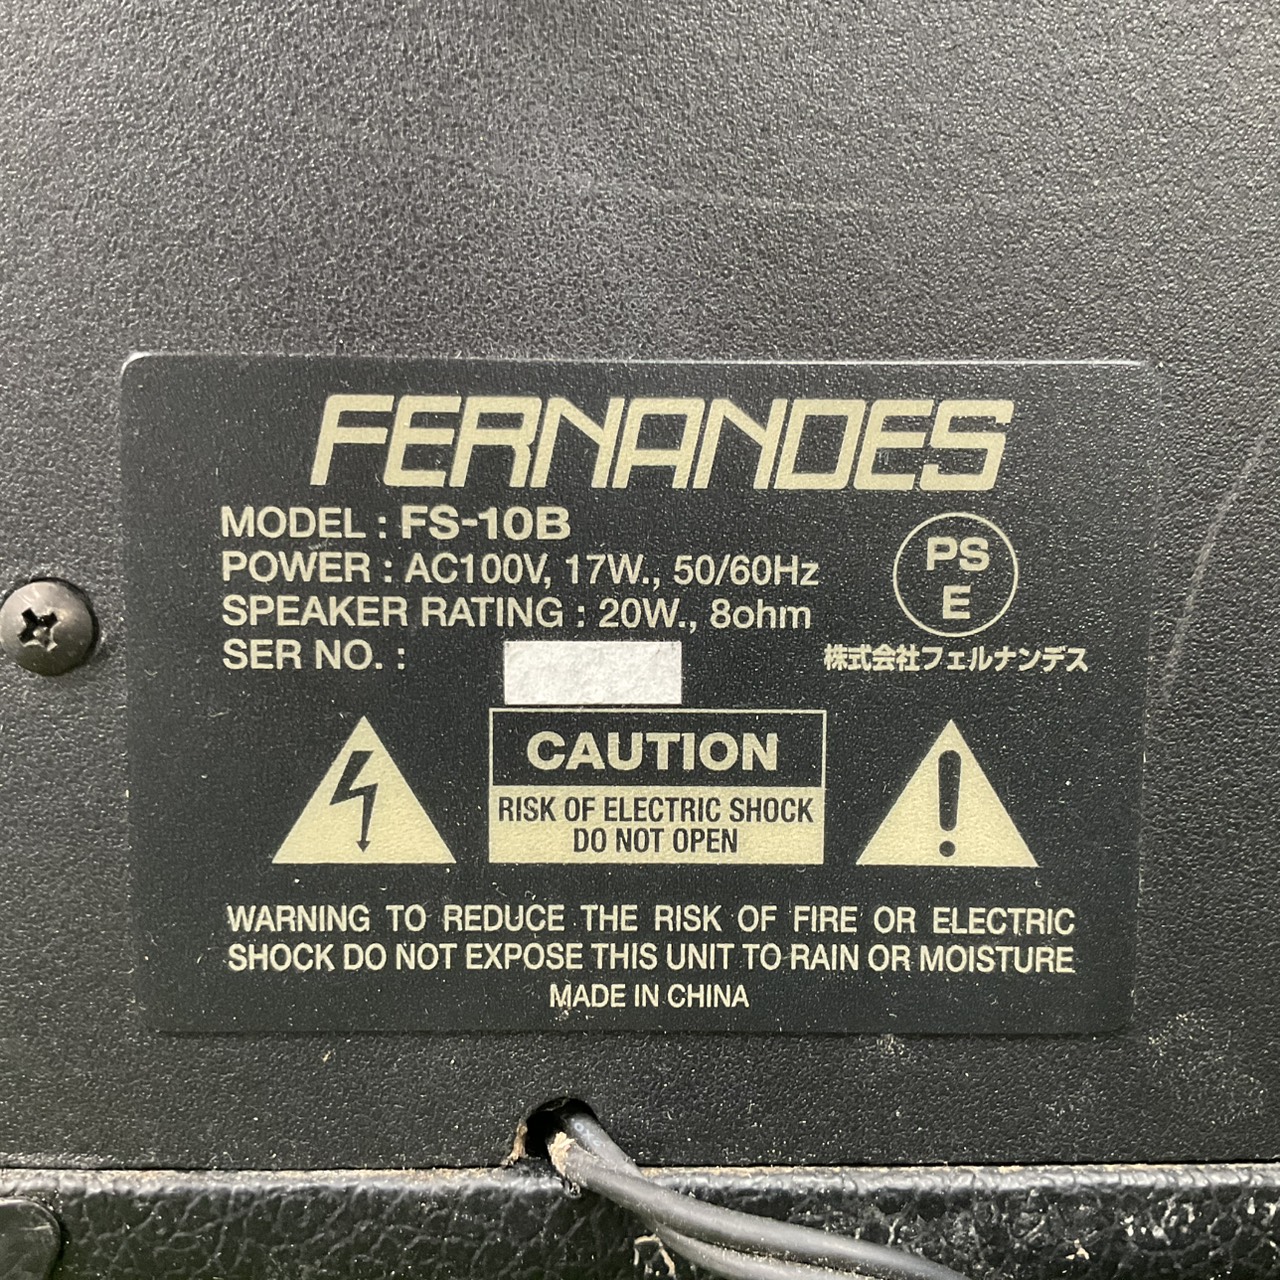 FERNANDES
MODEL : FS-10B
POWER : AC100V, 17W., 50/60Hz
SPEAKER RATING : 20W., 8ohm
SER NO. :
PS
E
株式会社フェルナンデス
CAUTION
RISK OF ELECTRIC SHOCK
DO NOT OPEN
WARNING TO REDUCE THE RISK OF FIRE OR ELECTRIC
SHOCK DO NOT EXPOSE THIS UNIT TO RAIN OR MOISTURE
MADE IN CHINA